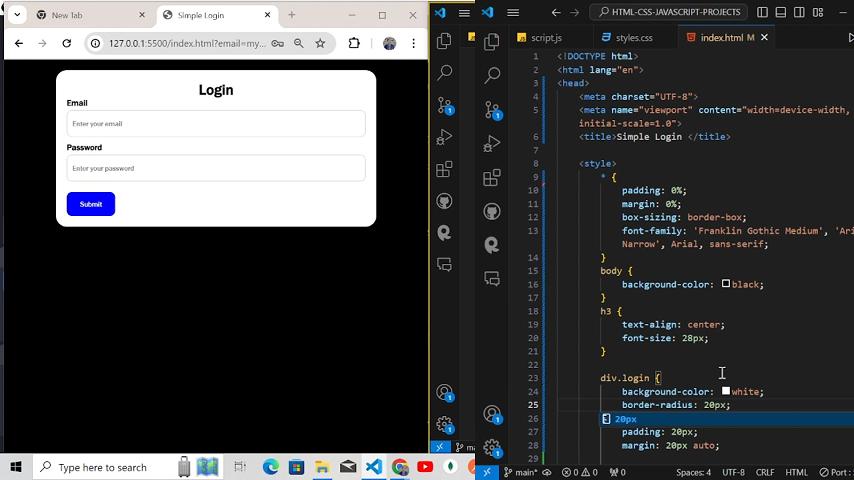 New Tab
Simple Login
127.0.0.1:5500/index.html?email=my...
Login
Email
Enter your email
Password
Enter your password
Submit
Type here to search
HTML-CSS-JAVASCRIPT-PROJECTS
script.js
styles.css
index.html M
1 <!DOCTYPE html>
2 <html lang="en">
3 <head>
4 <meta charset="UTF-8">
5 <meta name="viewport" content="width=device-width,
initial-scale=1.0">
6 <title>Simple Login </title>
7
8 <style>
9 * {
10 padding: 0%;
11 margin: 0%;
12 box-sizing: border-box;
13 font-family: 'Franklin Gothic Medium', 'Ari
Narrow', Arial, sans-serif;
14 }
15 body {
16 background-color: black;
17 }
18 h3 {
19 text-align: center;
20 font-size: 28px;
21 }
22
23 div.login {
24 background-color: white;
25 border-radius: 20px;
26 20px
27 padding: 20px;
28 margin: 20px auto;
29
main* 0 0 0 Spaces: 4 UTF-8 CRLF HTML Port :